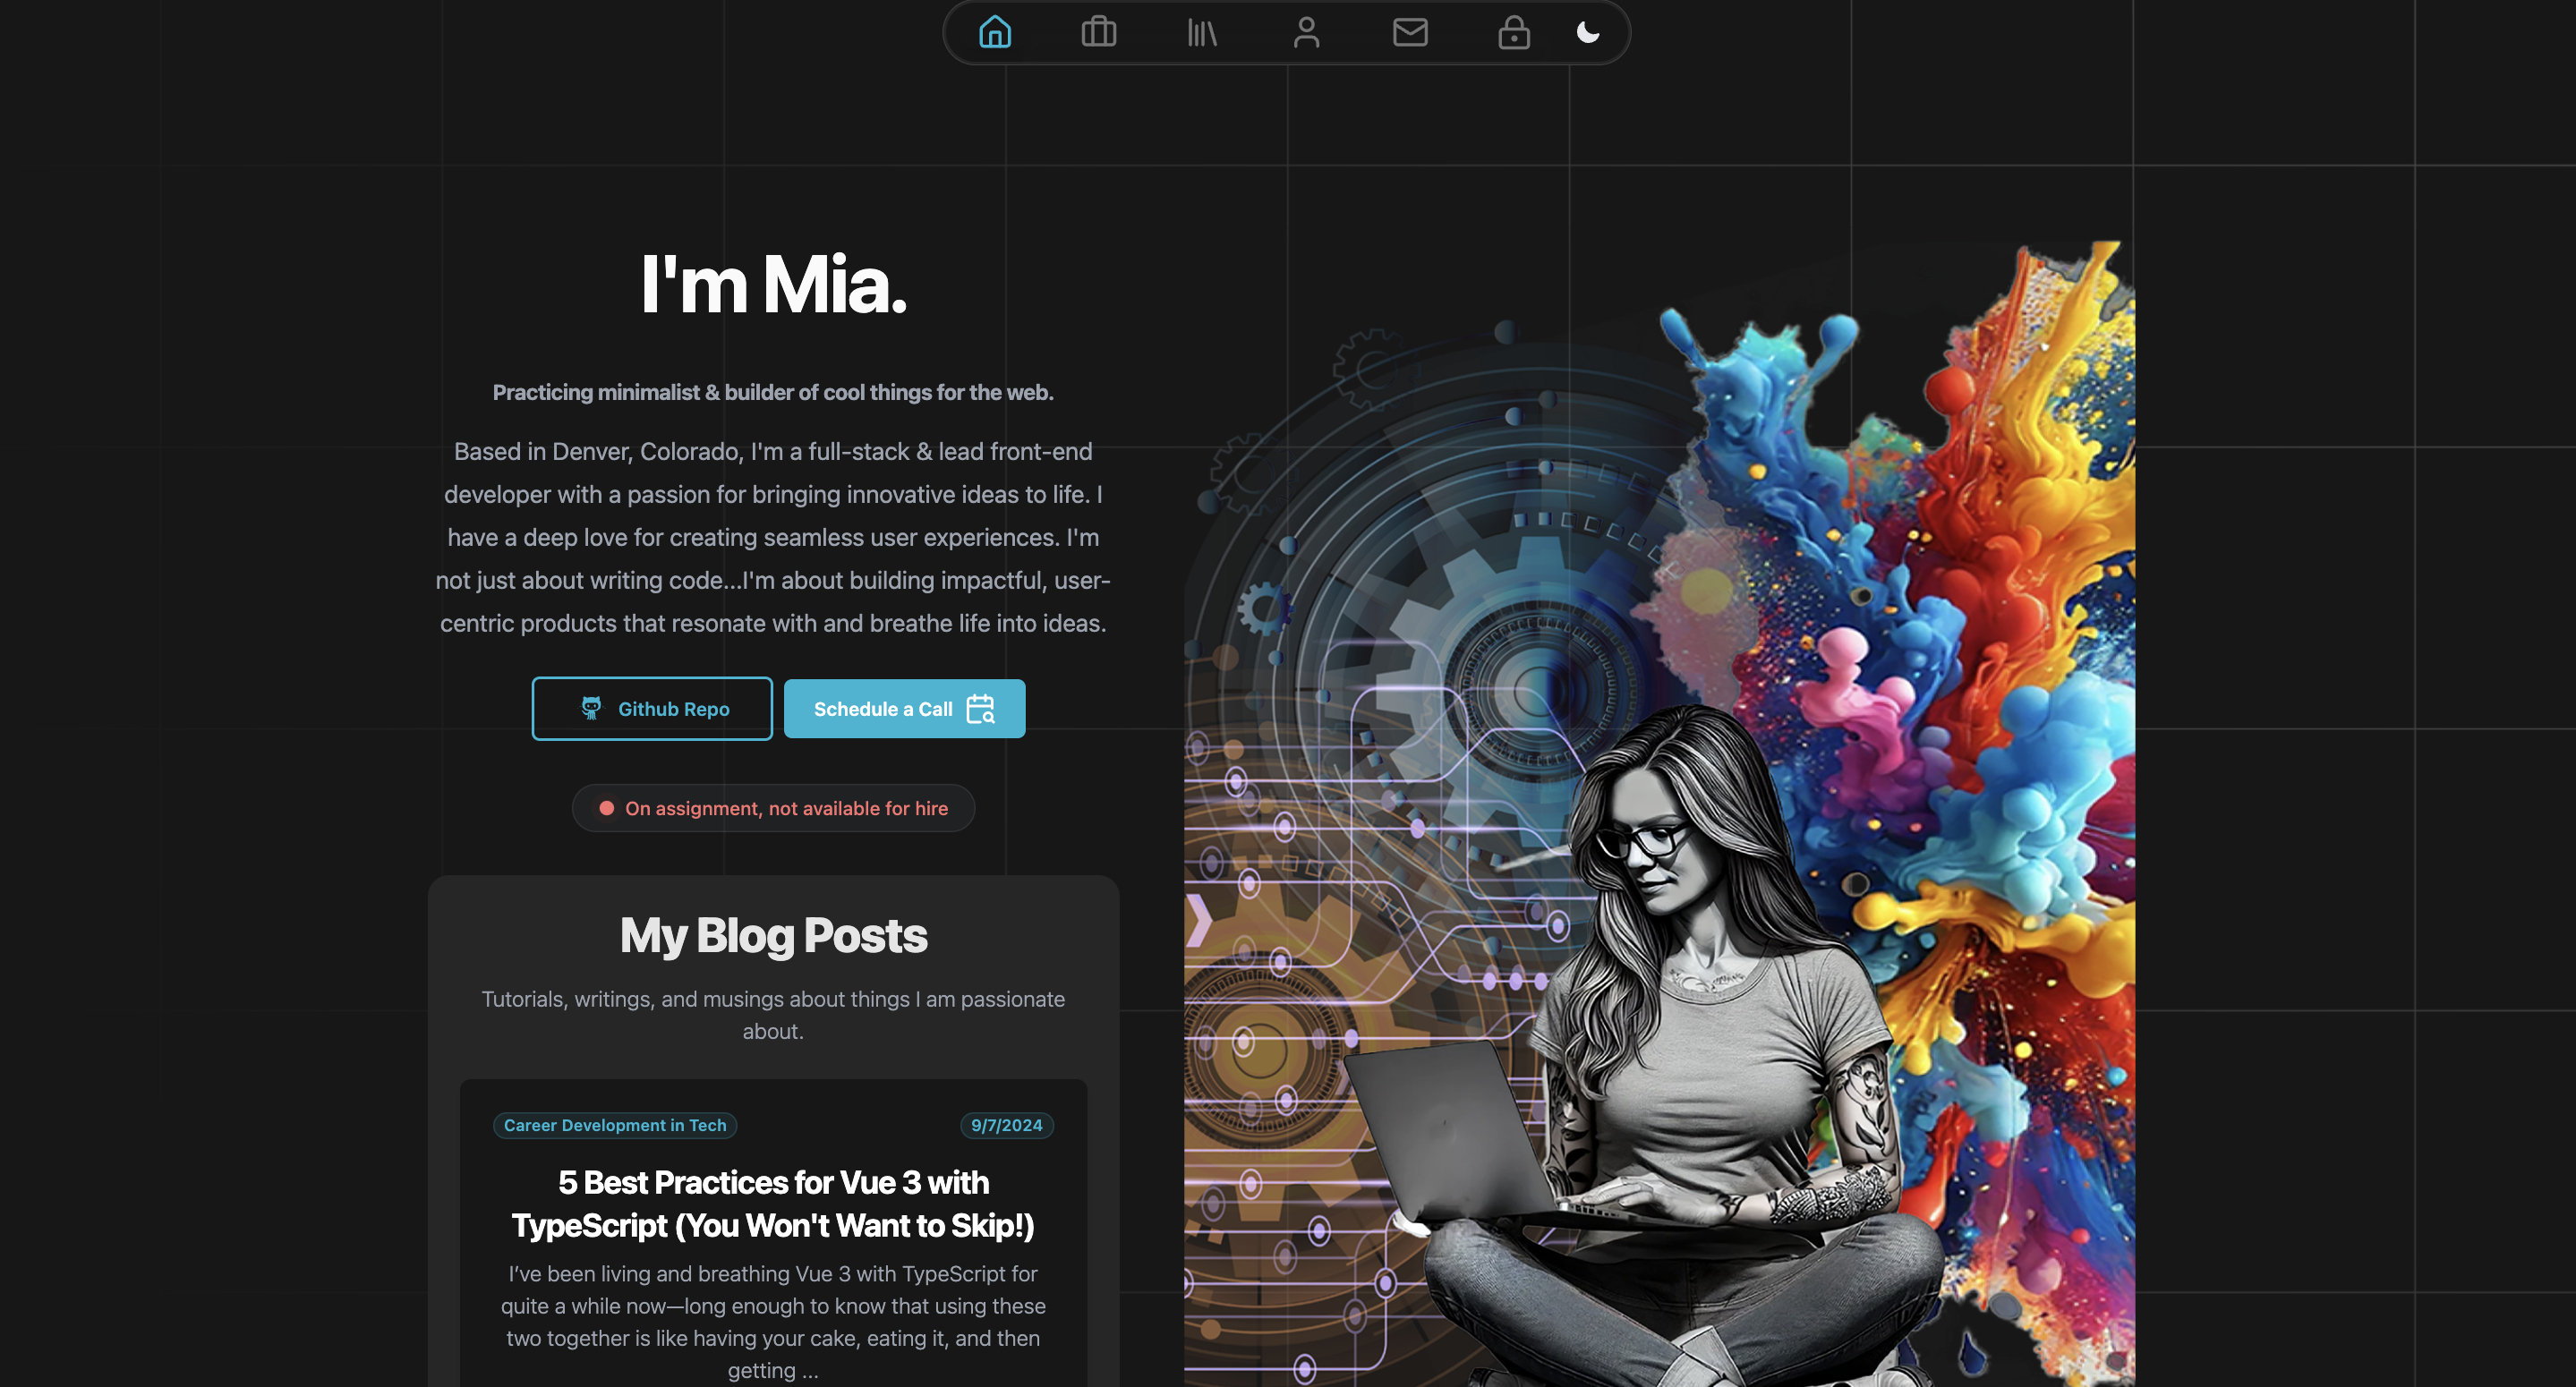 I'm Mia.
Practicing minimalist & builder of cool things for the web.
Based in Denver, Colorado, I'm a full-stack & lead front-end
developer with a passion for bringing innovative ideas to life. I
have a deep love for creating seamless user experiences. I'm
not just about writing code...I'm about building impactful, user-
centric products that resonate with and breathe life into ideas.
Github Repo
Schedule a Call
On assignment, not available for hire
My Blog Posts
Tutorials, writings, and musings about things I am passionate
about.
Career Development in Tech
9/7/2024
5 Best Practices for Vue 3 with
TypeScript (You Won't Want to Skip!)
I’ve been living and breathing Vue 3 with TypeScript for
quite a while now—long enough to know that using these
two together is like having your cake, eating it, and then
getting ...